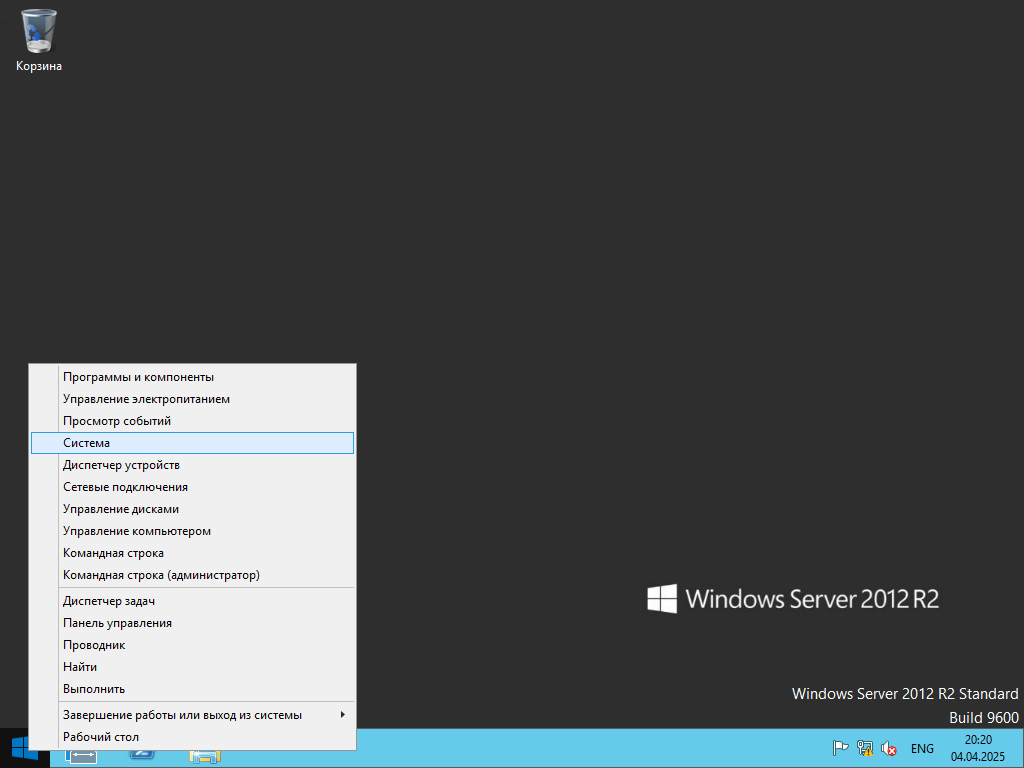 Корзина
Программы и компоненты
Управление электропитанием
Просмотр событий
Система
Диспетчер устройств
Сетевые подключения
Управление дисками
Управление компьютером
Командная строка
Командная строка (администратор)
Диспетчер задач
Панель управления
Проводник
Найти
Выполнить
Завершение работы или выход из системы
Рабочий стол
Windows Server 2012 R2
Windows Server 2012 R2 Standard
Build 9600
ENG
20:20
04.04.2025